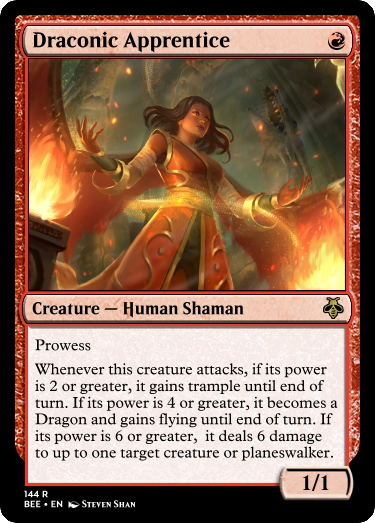 Draconic Apprentice
Creature — Human Shaman
Prowess
Whenever this creature attacks, if its power
is 2 or greater, it gains trample until end of
turn. If its power is 4 or greater, it becomes a
Dragon and gains flying until end of turn. If
its power is 6 or greater,  it deals 6 damage
to up to one target creature or planeswalker.
1/1
144 R
BEE • EN Steven Shan